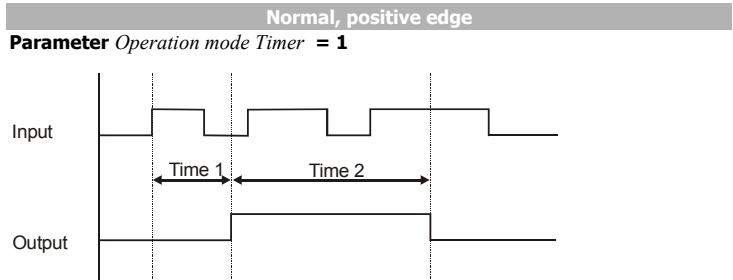 Normal, positive edge
Parameter Operation mode Timer = 1
Input
Time 1
Time 2
Output